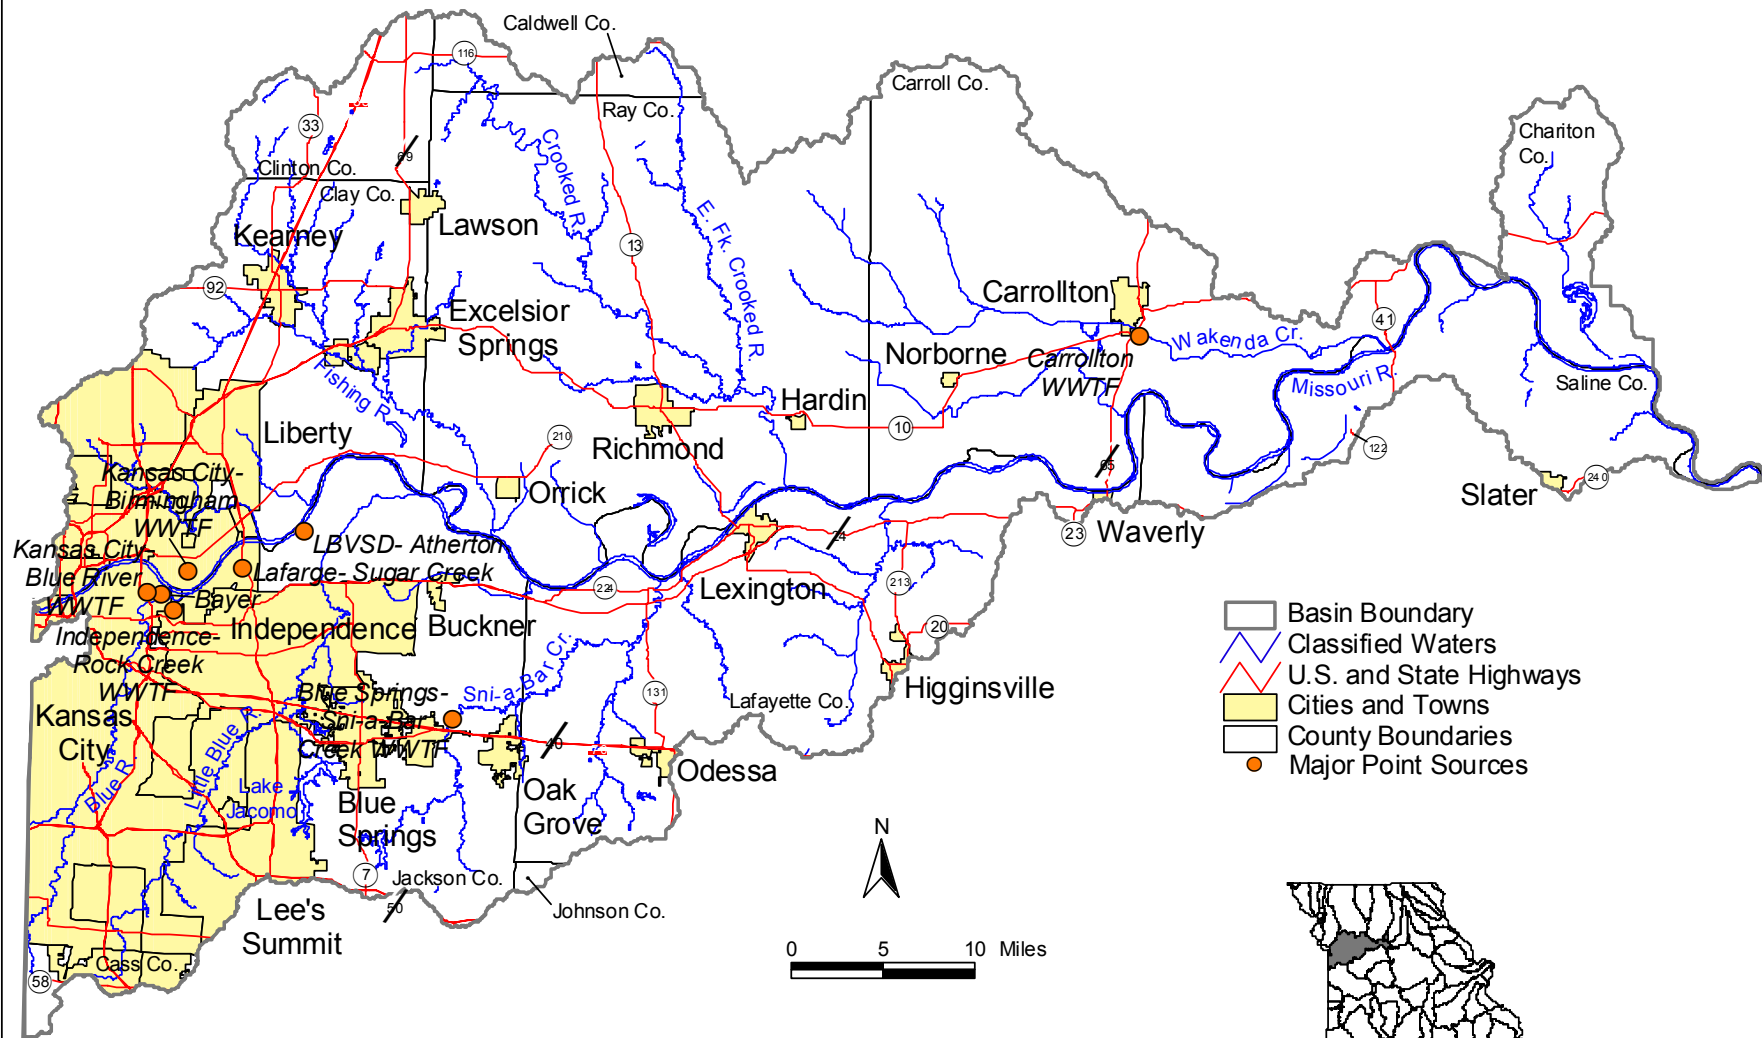 Caldwell Co.
116
Carroll Co.
Ray Co.
33
Chariton
Co.
69
Clinton Co.
Clay Co.
Crooked R.
Lawson
Kearney
13
E. Fk. Crooked R.
92
Carrollton
Excelsior
Springs
41
Wakenda Cr.
Norborne
Carrollton
WWTF
Missouri R.
Saline Co.
Fishing R.
Hardin
10
Liberty
210
Richmond
122
65
Kansas City-
Birmingham
WWTF
240
Orrick
Slater
LBVSD- Atherton
24
23
Waverly
Kansas City-
Blue River
WWTF
Lafarge- Sugar Creek
224
Lexington
213
Bayer
Independence
Buckner
20
Independence-
Rock Creek
WWTF
Sni-a-Bar Cr.
131
Higginsville
Blue Springs-
Sni-a-Bar
Creek WWTF
Lafayette Co.
Kansas
City
Little Blue R.
40
Blue R.
Odessa
Lake
Jacomo
Blue
Springs
Oak
Grove
7
Jackson Co.
50
Johnson Co.
Lee's
Summit
Cass Co.
58
Basin Boundary
Classified Waters
U.S. and State Highways
Cities and Towns
County Boundaries
Major Point Sources
N
0 5 10 Miles